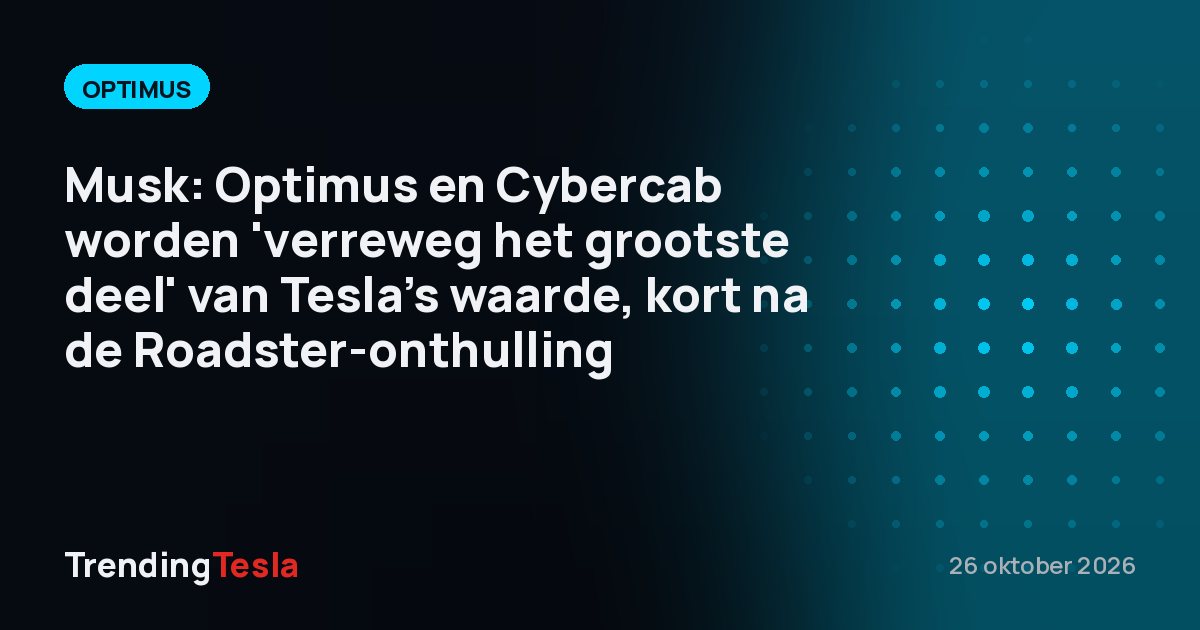 OPTIMUS
Musk: Optimus en Cybercab
worden 'verreweg het grootste
deel' van Tesla’s waarde, kort na
de Roadster-onthulling
TrendingTesla
26 oktober 2026